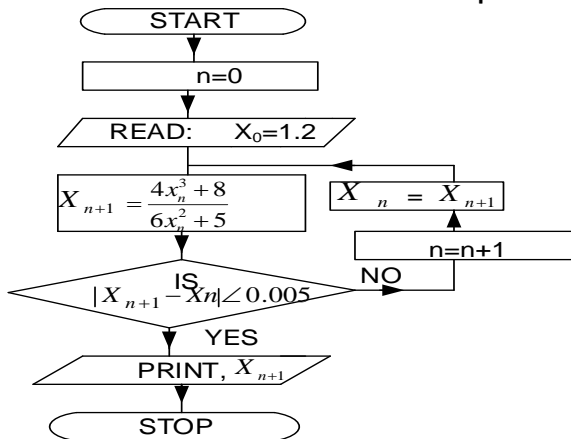 START
n=0
READ: X₀=1.2
X_{n+1} = \frac{4x_n^3 + 8}{6x_n^2 + 5}
X_n = X_{n+1}
n=n+1
IS
|X_{n+1} − Xn|∠0.005
NO
YES
PRINT, X_{n+1}
STOP